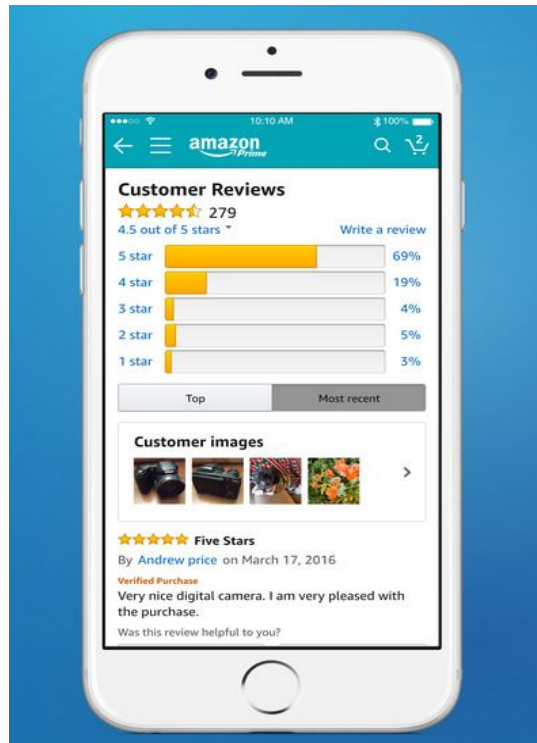 10:10 AM
100%
amazon
Prime
2
Customer Reviews
279
4.5 out of 5 stars
Write a review
5 star 69%
4 star 19%
3 star 4%
2 star 5%
1 star 3%
Top Most recent
Customer images
Five Stars
By Andrew price on March 17, 2016
Verified Purchase
Very nice digital camera. I am very pleased with
the purchase.
Was this review helpful to you?